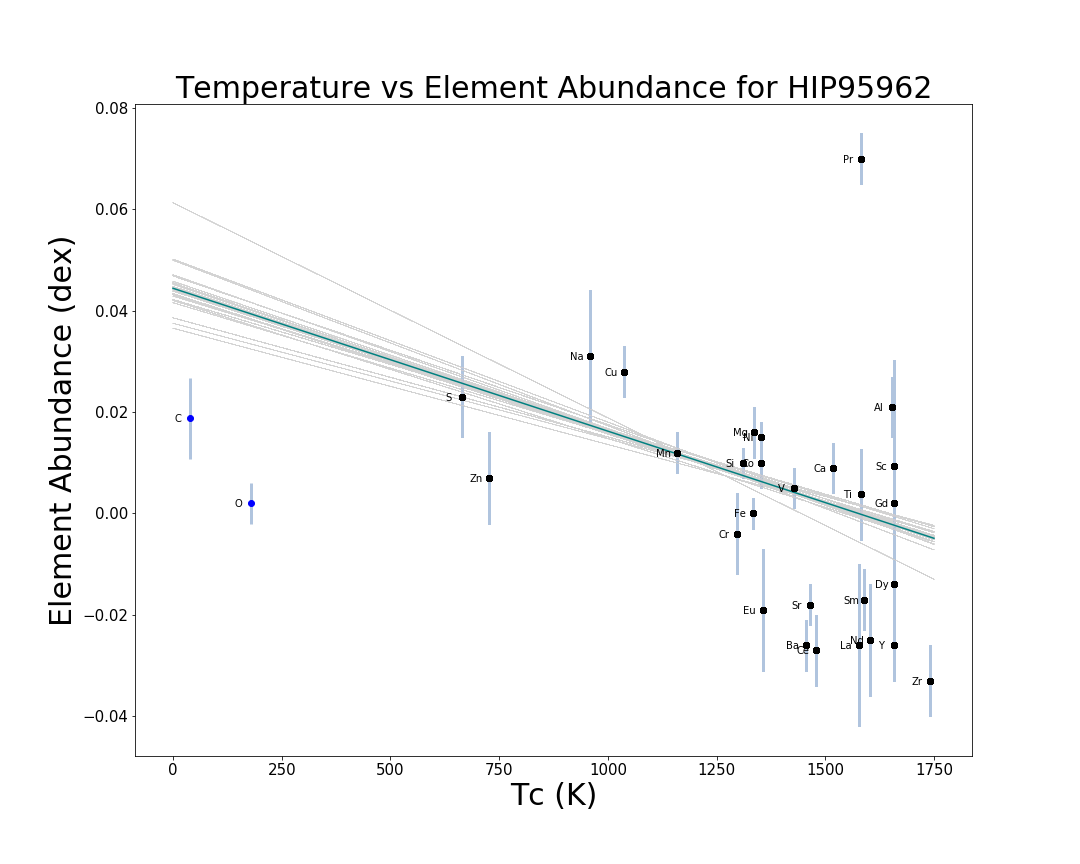 Temperature vs Element Abundance for HIP95962
0.08
0.06
0.04
0.02
0.00
−0.02
−0.04
Element Abundance (dex)
Pr
Na
Cu
Al
C
S
Mg
Ni
Mn
Si
Co
Ca
Sc
Zn
V
Ti
O
Gd
Fe
Cr
Dy
Sm
Sr
Eu
Nd
Ba
Ce
La
Y
Zr
0
250
500
750
1000
1250
1500
1750
Tc (K)